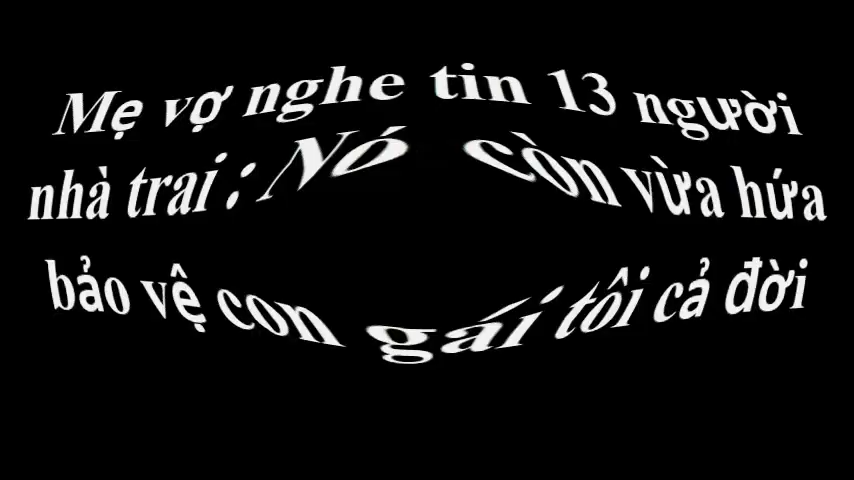 Mẹ vợ nghe tin 13 người
nhà trai : Nó còn vừa hứa
bảo vệ con gái tôi cả đời